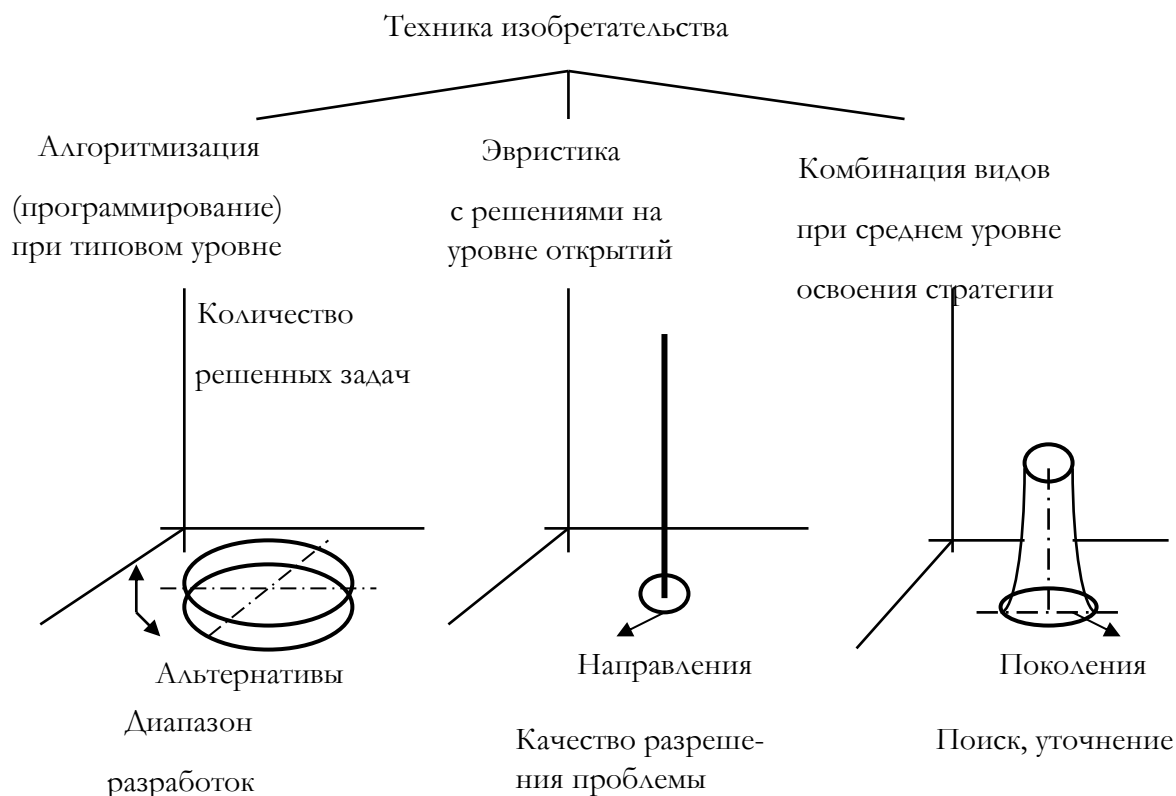 Техника изобретательства
Алгоритмизация
(программирование)
при типовом уровне
Эвристика
с решениями на
уровне открытий
Комбинация видов
при среднем уровне
освоения стратегии
Количество
решенных задач
Альтернативы
Диапазон
разработок
Направления
Качество разреше-
ния проблемы
Поколения
Поиск, уточнение